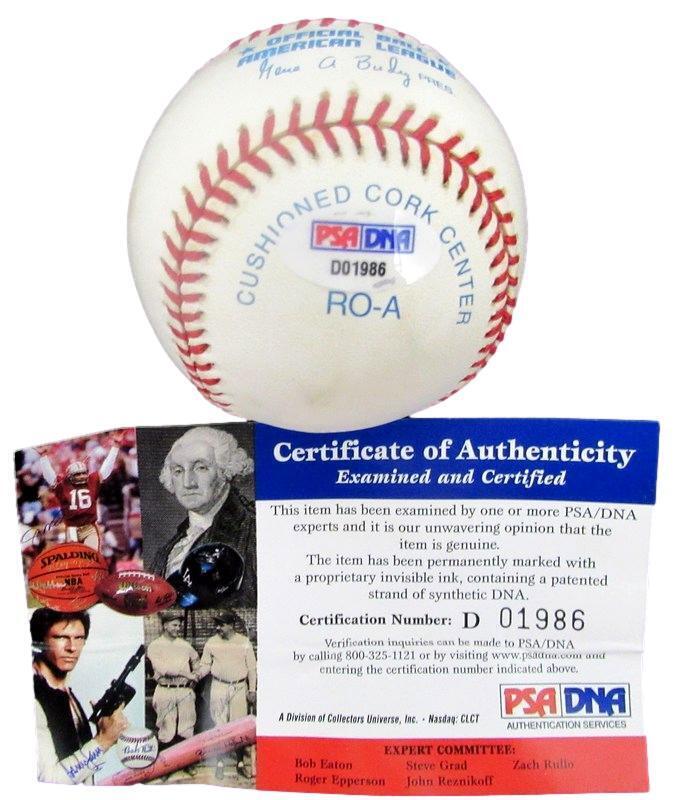 ★ OFFICIAL BALL
AMERICAN LEAGUE
Gene A Budig PRES.
CUSHIONED CORK CENTER
PSA DNA
D01986
RO-A
Certificate of Authenticity
Examined and Certified
This item has been examined by one or more PSA/DNA
experts and it is our unwavering opinion that the
item is genuine.
The item has been permanently marked with
a proprietary invisible ink, containing a patented
strand of synthetic DNA.
Certification Number: D 01986
Verification inquiries can be made to PSA/DNA
by calling 800-325-1121 or by visiting www.psadna.com and
entering the certification number indicated above.
PSA DNA
AUTHENTICATION SERVICES
A Division of Collectors Universe, Inc. - Nasdaq: CLCT
EXPERT COMMITTEE:
Bob Eaton Steve Grad Zach Rullo
Roger Epperson John Reznikoff
16
SPALDING
NBA